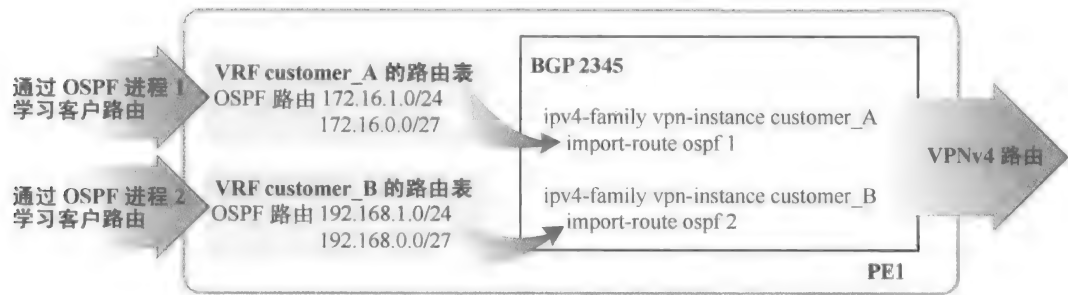 通过 OSPF 进程 1
学习客户路由
VRF customer_A 的路由表
OSPF 路由 172.16.1.0/24
172.16.0.0/27
通过 OSPF 进程 2
学习客户路由
VRF customer_B 的路由表
OSPF 路由 192.168.1.0/24
192.168.0.0/27
BGP 2345
ipv4-family vpn-instance customer_A
import-route ospf 1
ipv4-family vpn-instance customer_B
import-route ospf 2
PE1
VPNv4 路由